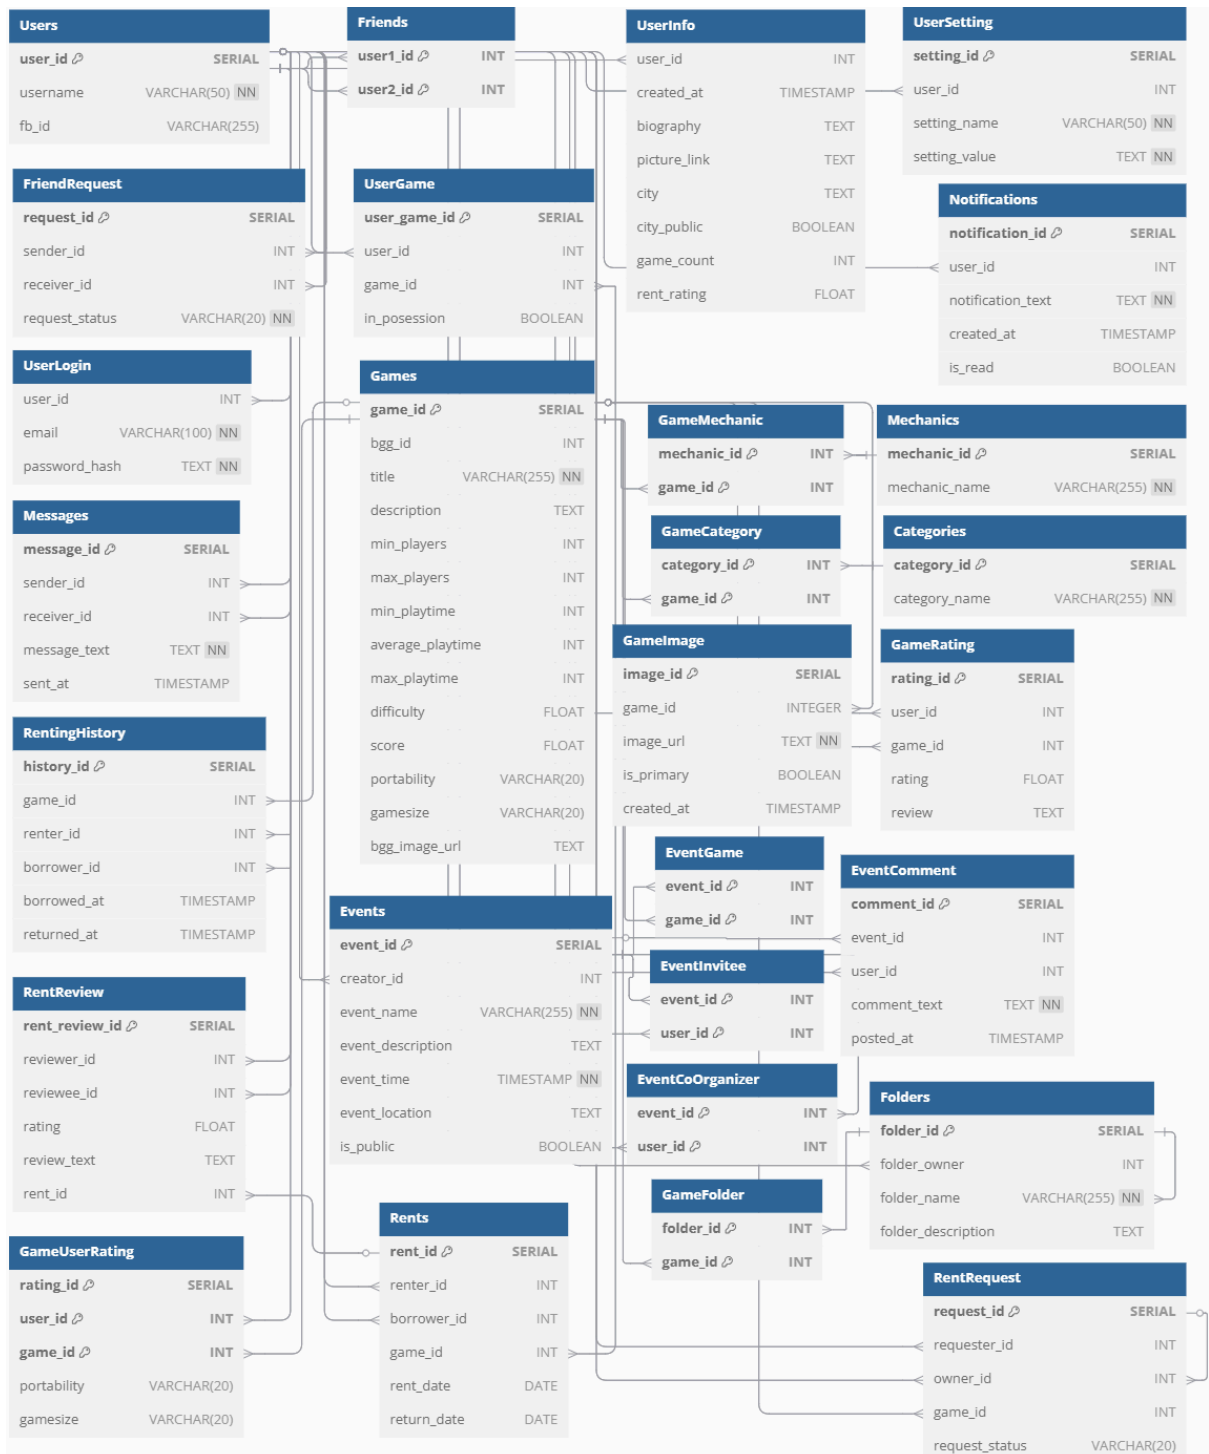 Users
user_id SERIAL
username VARCHAR(50) NN
fb_id VARCHAR(255)
Friends
user1_id INT
user2_id INT
UserInfo
user_id INT
created_at TIMESTAMP
biography TEXT
picture_link TEXT
city TEXT
city_public BOOLEAN
game_count INT
rent_rating FLOAT
UserSetting
setting_id SERIAL
user_id INT
setting_name VARCHAR(50) NN
setting_value TEXT NN
FriendRequest
request_id SERIAL
sender_id INT
receiver_id INT
request_status VARCHAR(20) NN
UserGame
user_game_id SERIAL
user_id INT
game_id INT
in_posession BOOLEAN
Notifications
notification_id SERIAL
user_id INT
notification_text TEXT NN
created_at TIMESTAMP
is_read BOOLEAN
UserLogin
user_id INT
email VARCHAR(100) NN
password_hash TEXT NN
Games
game_id SERIAL
bgg_id INT
title VARCHAR(255) NN
description TEXT
min_players INT
max_players INT
min_playtime INT
average_playtime INT
max_playtime INT
difficulty FLOAT
score FLOAT
portability VARCHAR(20)
gamesize VARCHAR(20)
bgg_image_url TEXT
GameMechanic
mechanic_id INT
game_id INT
Mechanics
mechanic_id SERIAL
mechanic_name VARCHAR(255) NN
Messages
message_id SERIAL
sender_id INT
receiver_id INT
message_text TEXT NN
sent_at TIMESTAMP
GameCategory
category_id INT
game_id INT
Categories
category_id SERIAL
category_name VARCHAR(255) NN
GameImage
image_id SERIAL
game_id INTEGER
image_url TEXT NN
is_primary BOOLEAN
created_at TIMESTAMP
GameRating
rating_id SERIAL
user_id INT
game_id INT
rating FLOAT
review TEXT
RentingHistory
history_id SERIAL
game_id INT
renter_id INT
borrower_id INT
borrowed_at TIMESTAMP
returned_at TIMESTAMP
EventGame
event_id INT
game_id INT
EventComment
comment_id SERIAL
event_id INT
user_id INT
comment_text TEXT NN
posted_at TIMESTAMP
Events
event_id SERIAL
creator_id INT
event_name VARCHAR(255) NN
event_description TEXT
event_time TIMESTAMP NN
event_location TEXT
is_public BOOLEAN
EventInvitee
event_id INT
user_id INT
RentReview
rent_review_id SERIAL
reviewer_id INT
reviewee_id INT
rating FLOAT
review_text TEXT
rent_id INT
EventCoOrganizer
event_id INT
user_id INT
Folders
folder_id SERIAL
folder_owner INT
folder_name VARCHAR(255) NN
folder_description TEXT
GameFolder
folder_id INT
game_id INT
Rents
rent_id SERIAL
renter_id INT
borrower_id INT
game_id INT
rent_date DATE
return_date DATE
GameUserRating
rating_id SERIAL
user_id INT
game_id INT
portability VARCHAR(20)
gamesize VARCHAR(20)
RentRequest
request_id SERIAL
requester_id INT
owner_id INT
game_id INT
request_status VARCHAR(20)